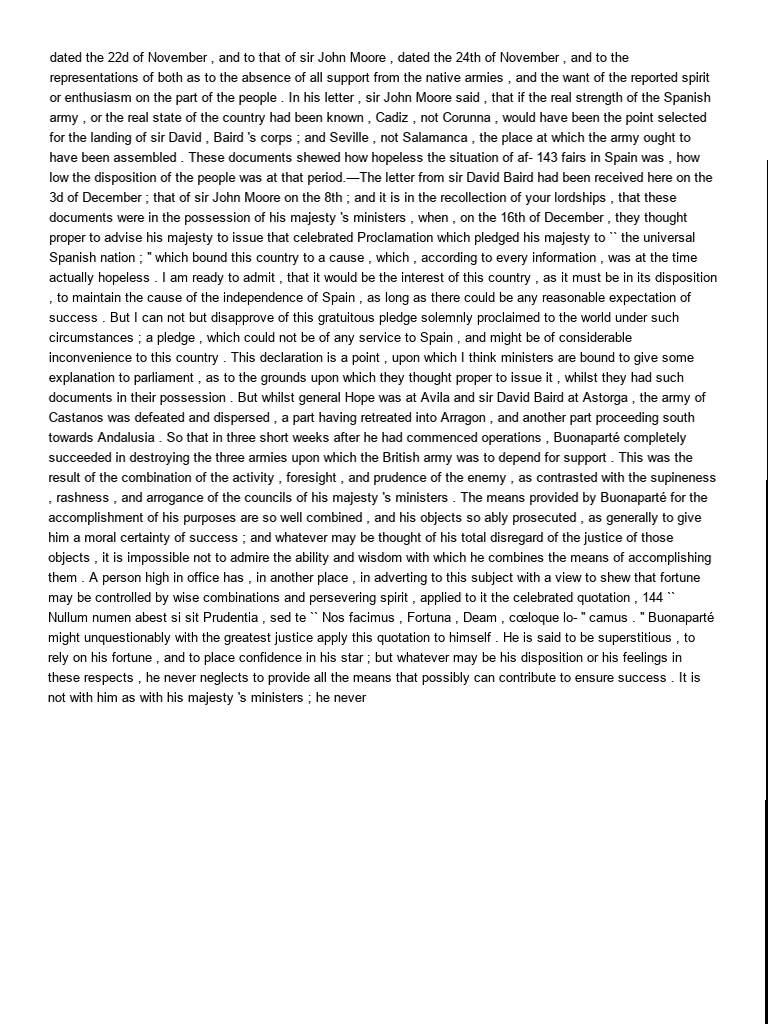 dated the 22d of November , and to that of sir John Moore , dated the 24th of November , and to the
representations of both as to the absence of all support from the native armies , and the want of the reported spirit
or enthusiasm on the part of the people . In his letter , sir John Moore said , that if the real strength of the Spanish
army , or the real state of the country had been known , Cadiz , not Corunna , would have been the point selected
for the landing of sir David , Baird 's corps ; and Seville , not Salamanca , the place at which the army ought to
have been assembled . These documents shewed how hopeless the situation of af- 143 fairs in Spain was , how
low the disposition of the people was at that period.—The letter from sir David Baird had been received here on the
3d of December ; that of sir John Moore on the 8th ; and it is in the recollection of your lordships , that these
documents were in the possession of his majesty 's ministers , when , on the 16th of December , they thought
proper to advise his majesty to issue that celebrated Proclamation which pledged his majesty to `` the universal
Spanish nation ; " which bound this country to a cause , which , according to every information , was at the time
actually hopeless . I am ready to admit , that it would be the interest of this country , as it must be in its disposition
, to maintain the cause of the independence of Spain , as long as there could be any reasonable expectation of
success . But I can not but disapprove of this gratuitous pledge solemnly proclaimed to the world under such
circumstances ; a pledge , which could not be of any service to Spain , and might be of considerable
inconvenience to this country . This declaration is a point , upon which I think ministers are bound to give some
explanation to parliament , as to the grounds upon which they thought proper to issue it , whilst they had such
documents in their possession . But whilst general Hope was at Avila and sir David Baird at Astorga , the army of
Castanos was defeated and dispersed , a part having retreated into Arragon , and another part proceeding south
towards Andalusia . So that in three short weeks after he had commenced operations , Buonaparté completely
succeeded in destroying the three armies upon which the British army was to depend for support . This was the
result of the combination of the activity , foresight , and prudence of the enemy , as contrasted with the supineness
, rashness , and arrogance of the councils of his majesty 's ministers . The means provided by Buonaparté for the
accomplishment of his purposes are so well combined , and his objects so ably prosecuted , as generally to give
him a moral certainty of success ; and whatever may be thought of his total disregard of the justice of those
objects , it is impossible not to admire the ability and wisdom with which he combines the means of accomplishing
them . A person high in office has , in another place , in adverting to this subject with a view to shew that fortune
may be controlled by wise combinations and persevering spirit , applied to it the celebrated quotation , 144 ``
Nullum numen abest si sit Prudentia , sed te `` Nos facimus , Fortuna , Deam , cœloque lo- " camus . " Buonaparté
might unquestionably with the greatest justice apply this quotation to himself . He is said to be superstitious , to
rely on his fortune , and to place confidence in his star ; but whatever may be his disposition or his feelings in
these respects , he never neglects to provide all the means that possibly can contribute to ensure success . It is
not with him as with his majesty 's ministers ; he never